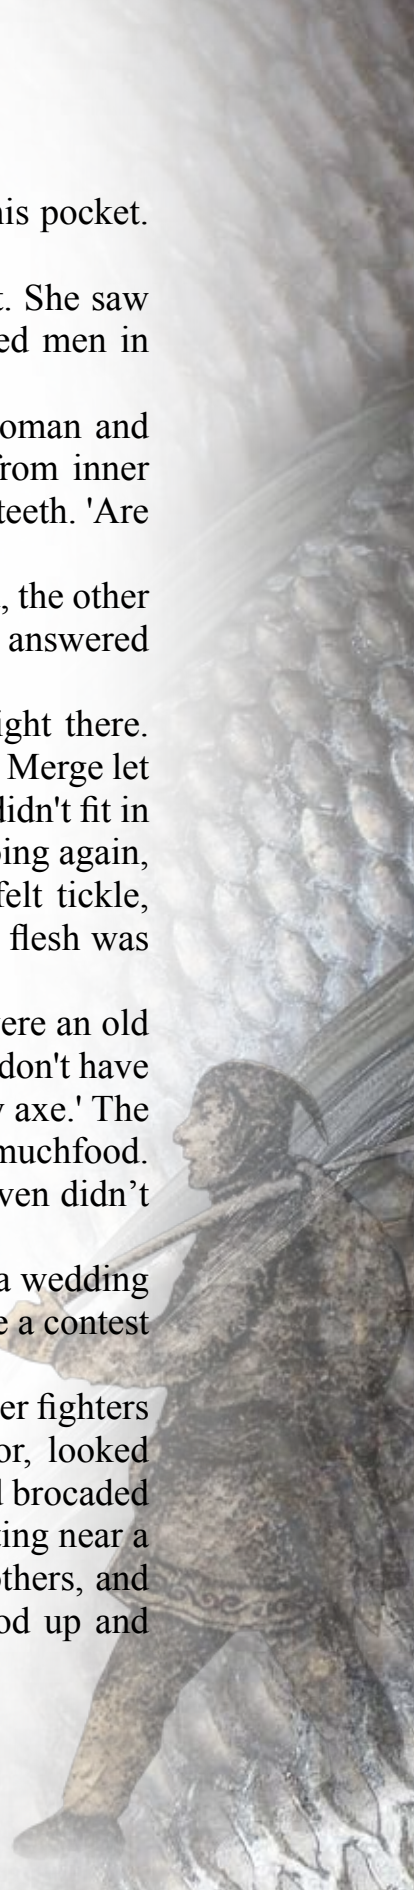 his pocket.
t. She saw
ed men in
oman and
from inner
teeth. 'Are
, the other
answered
ight there.
Merge let
didn't fit in
ing again,
felt tickle,
flesh was
ere an old
don't have
axe.' The
muchfood.
ven didn’t
a wedding
e a contest
er fighters
or, looked
brocaded
ting near a
thers, and
od up and